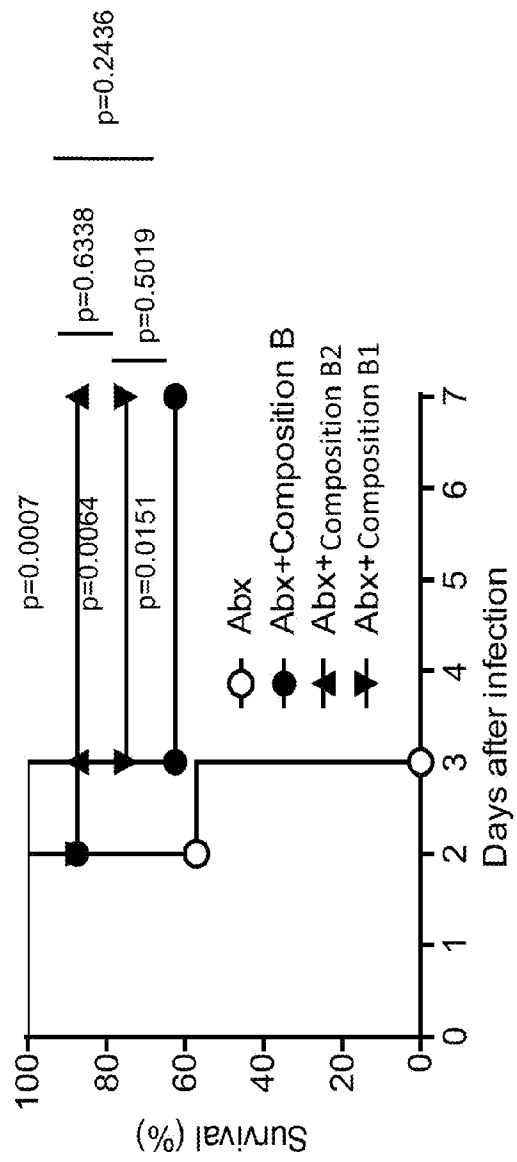 p=0.0007
p=0.0064
p=0.0151
p=0.6338
p=0.5019
p=0.2436
Survival (%)
100
80
60
40
20
0
0 1 2 3 4 5 6 7
Days after infection
Abx
Abx+Composition B
Abx+Composition B2
Abx+Composition B1